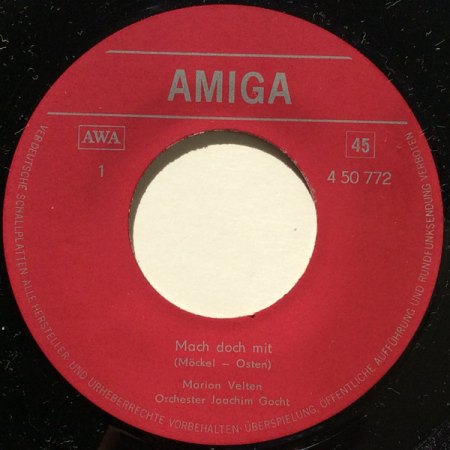 AMIGA
AWA
45
1
4 50 772
Mach doch mit
(Möckel – Osten)
Marion Velten
Orchester Joachim Gocht
VEB DEUTSCHE SCHALLPLATTEN · ALLE HERSTELLER- UND URHEBERRECHTE VORBEHALTEN · ÜBERSPIELUNG, ÖFFENTLICHE AUFFÜHRUNG UND RUNDFUNKSENDUNG VERBOTEN